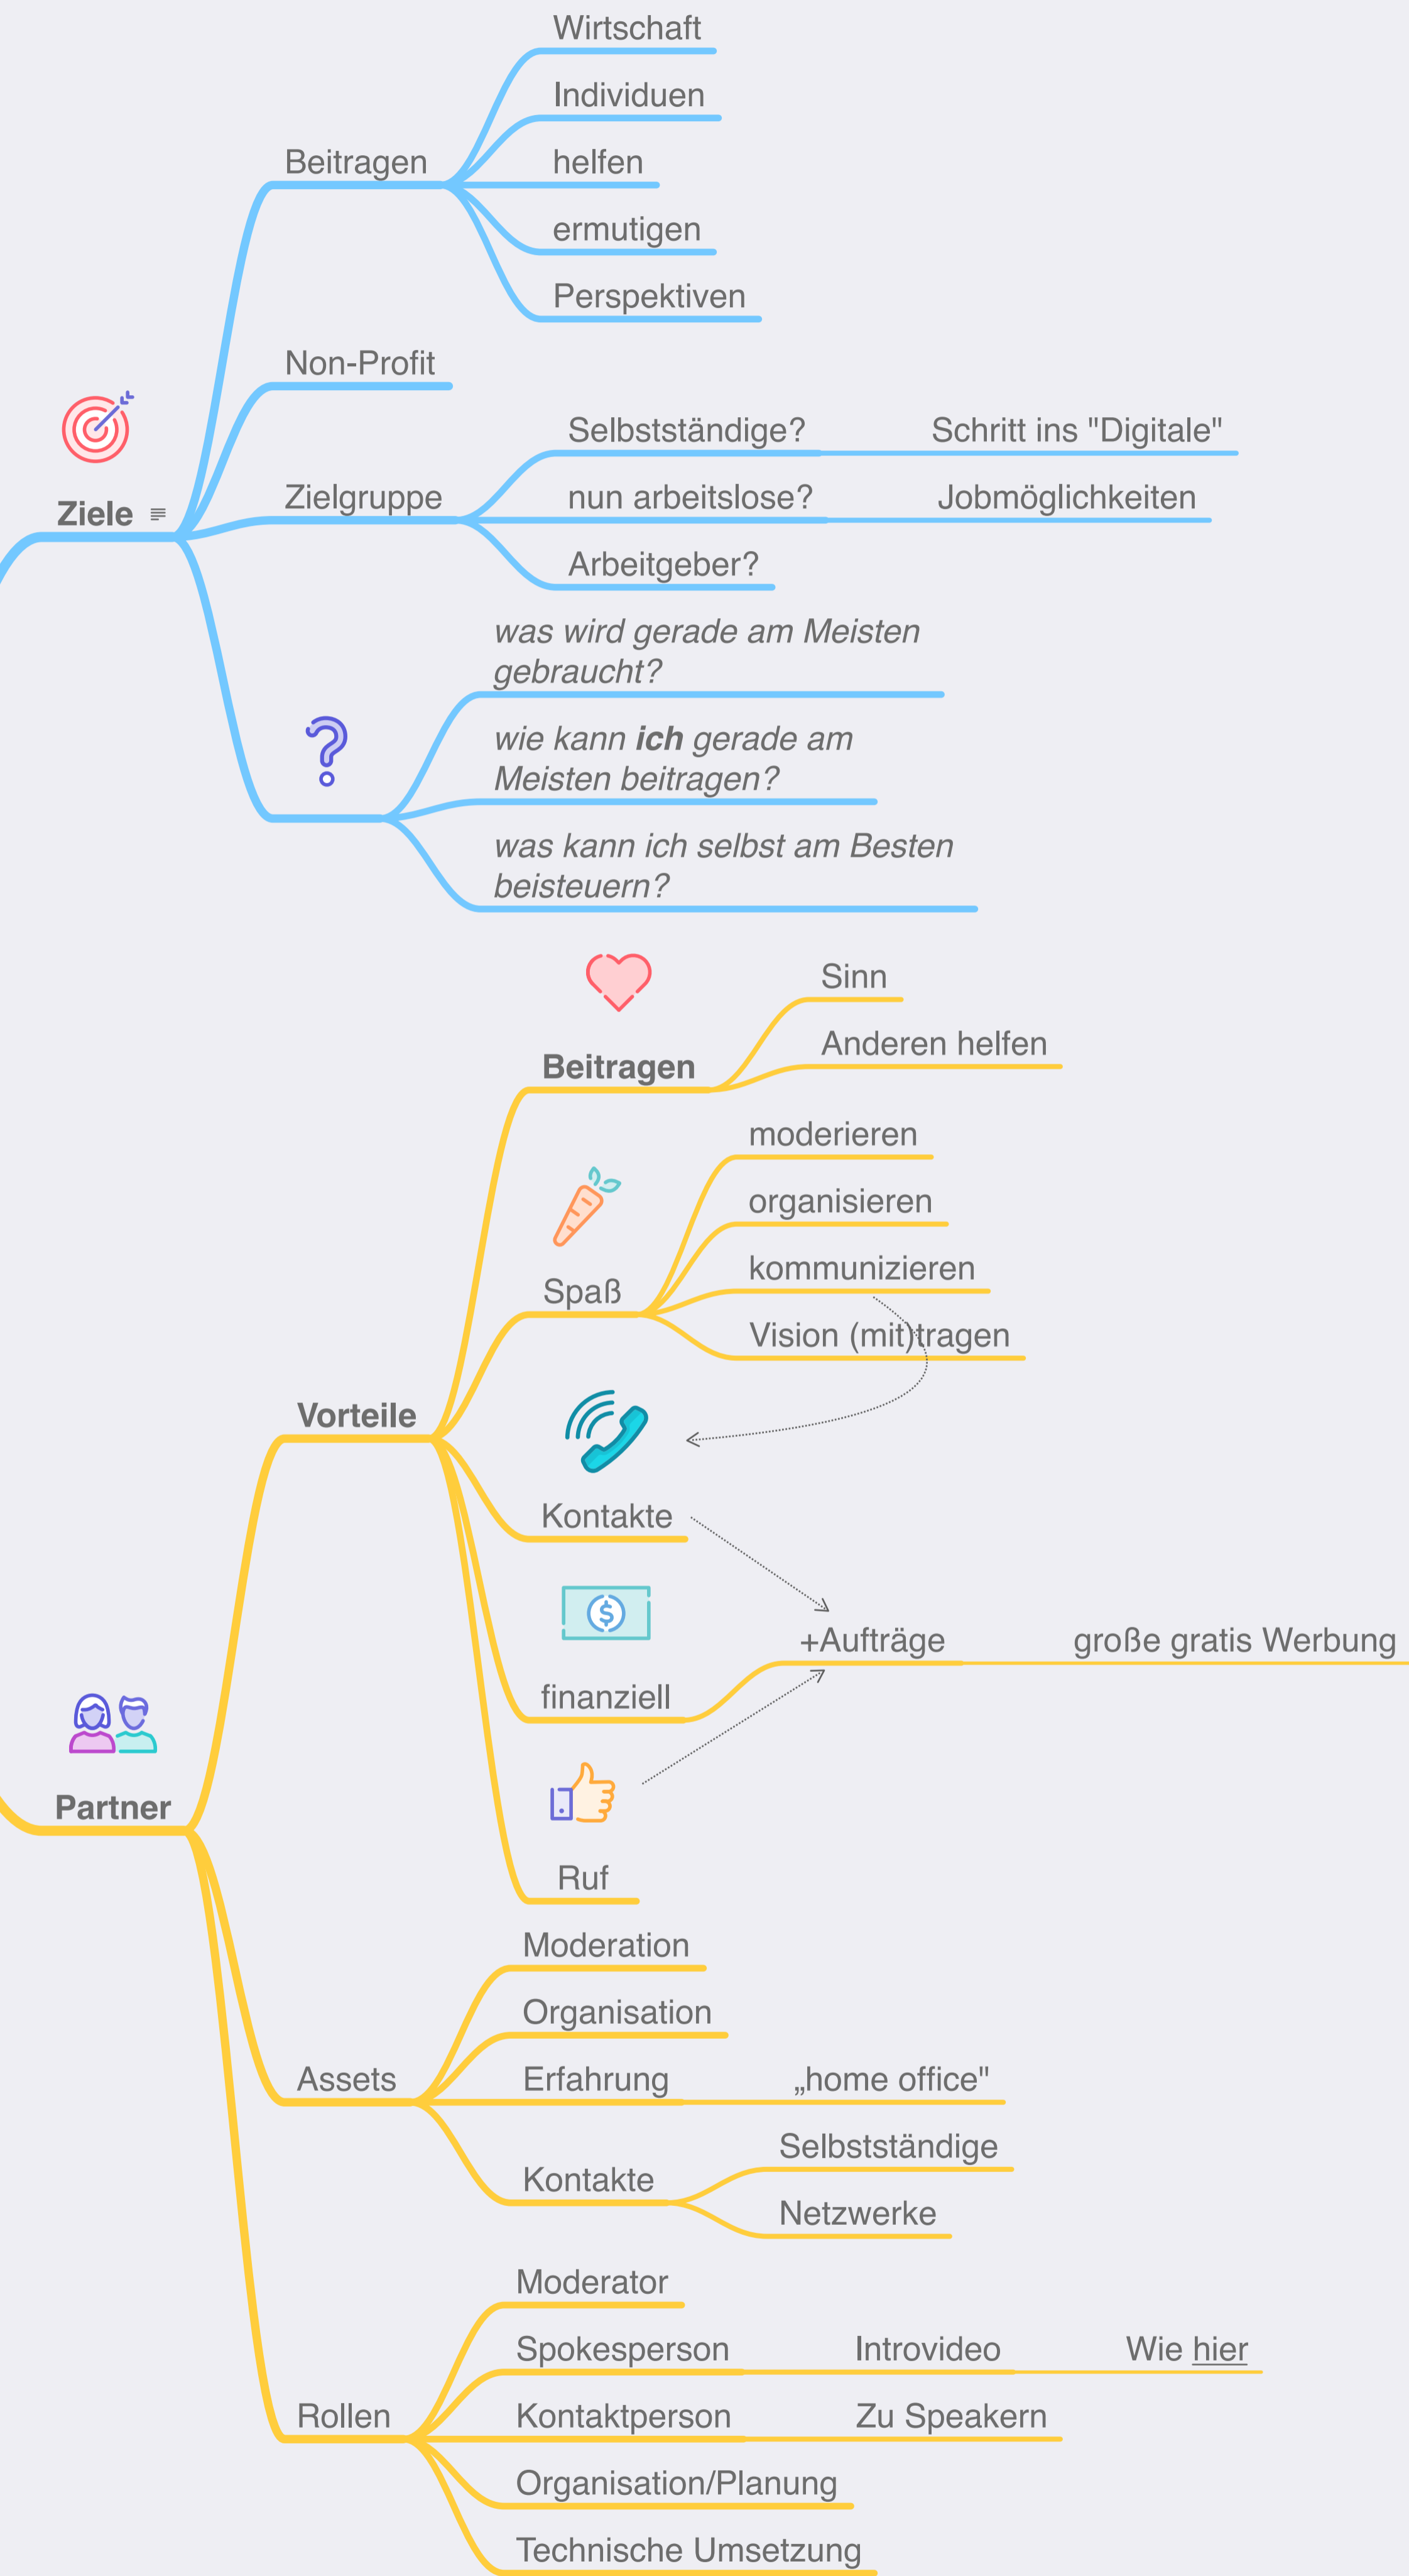 Wirtschaft
Individuen
Beitragen
helfen
ermutigen
Perspektiven
Non-Profit
Selbstständige?
Schritt ins "Digitale"
Ziele
Zielgruppe
nun arbeitslose?
Jobmöglichkeiten
Arbeitgeber?
was wird gerade am Meisten
gebraucht?
wie kann ich gerade am
Meisten beitragen?
was kann ich selbst am Besten
beisteuern?
Sinn
Beitragen
Anderen helfen
moderieren
organisieren
Spaß
kommunizieren
Vision (mit)tragen
Vorteile
Kontakte
+Aufträge
große gratis Werbung
finanziell
Partner
Ruf
Moderation
Organisation
Assets
Erfahrung
„home office"
Selbstständige
Kontakte
Netzwerke
Moderator
Spokesperson
Introvideo
Wie hier
Rollen
Kontaktperson
Zu Speakern
Organisation/Planung
Technische Umsetzung